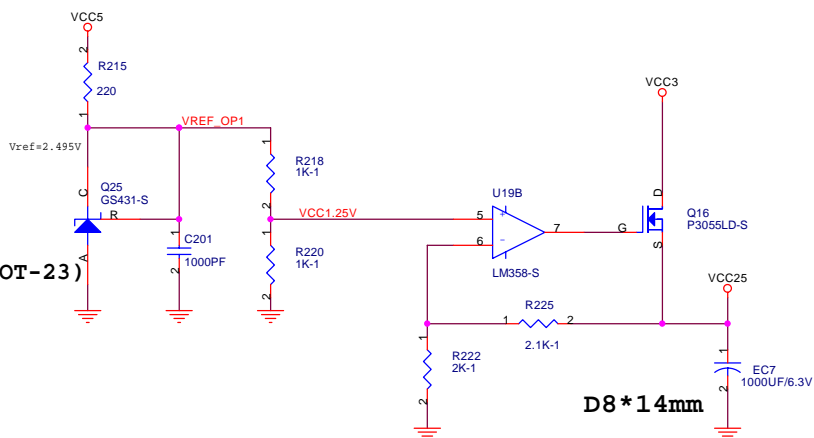 VCC5
2
R215
220
1
VREF_OP1
Vref=2.495V
C
Q25
GS431-S
R
A
OT-23)
1
C201
1000PF
2
1
R218
1K-1
2
VCC1.25V
1
R220
1K-1
2
U19B
5
+
6
-
7
LM358-S
VCC3
D
G
S
Q16
P3055LD-S
VCC25
R225
1
2
2.1K-1
1
R222
2K-1
2
1
EC7
1000UF/6.3V
2
D8*14mm